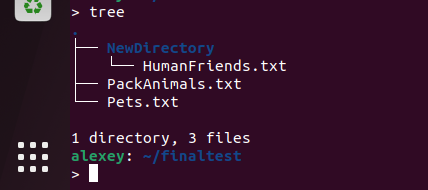 > tree
.
├── NewDirectory
│   └── HumanFriends.txt
├── PackAnimals.txt
└── Pets.txt
1 directory, 3 files
alexey: ~/finaltest
>